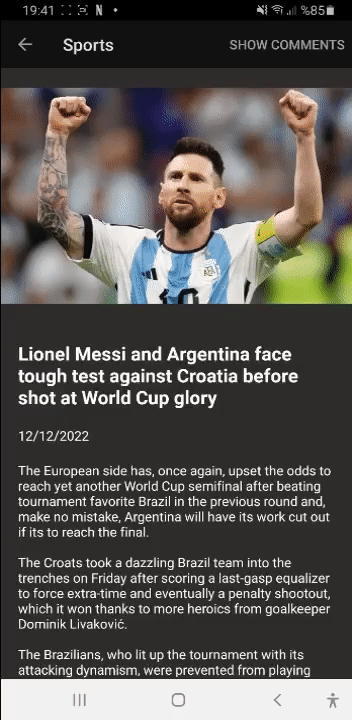 19:41 N • %85
Sports SHOW COMMENTS
10
Lionel Messi and Argentina face
tough test against Croatia before
shot at World Cup glory
12/12/2022
The European side has, once again, upset the odds to
reach yet another World Cup semifinal after beating
tournament favorite Brazil in the previous round and,
make no mistake, Argentina will have its work cut out
if its to reach the final.
The Croats took a dazzling Brazil team into the
trenches on Friday after scoring a last-gasp equalizer
to force extra-time and eventually a penalty shootout,
which it won thanks to more heroics from goalkeeper
Dominik Livaković.
The Brazilians, who lit up the tournament with its
attacking dynamism, were prevented from playing